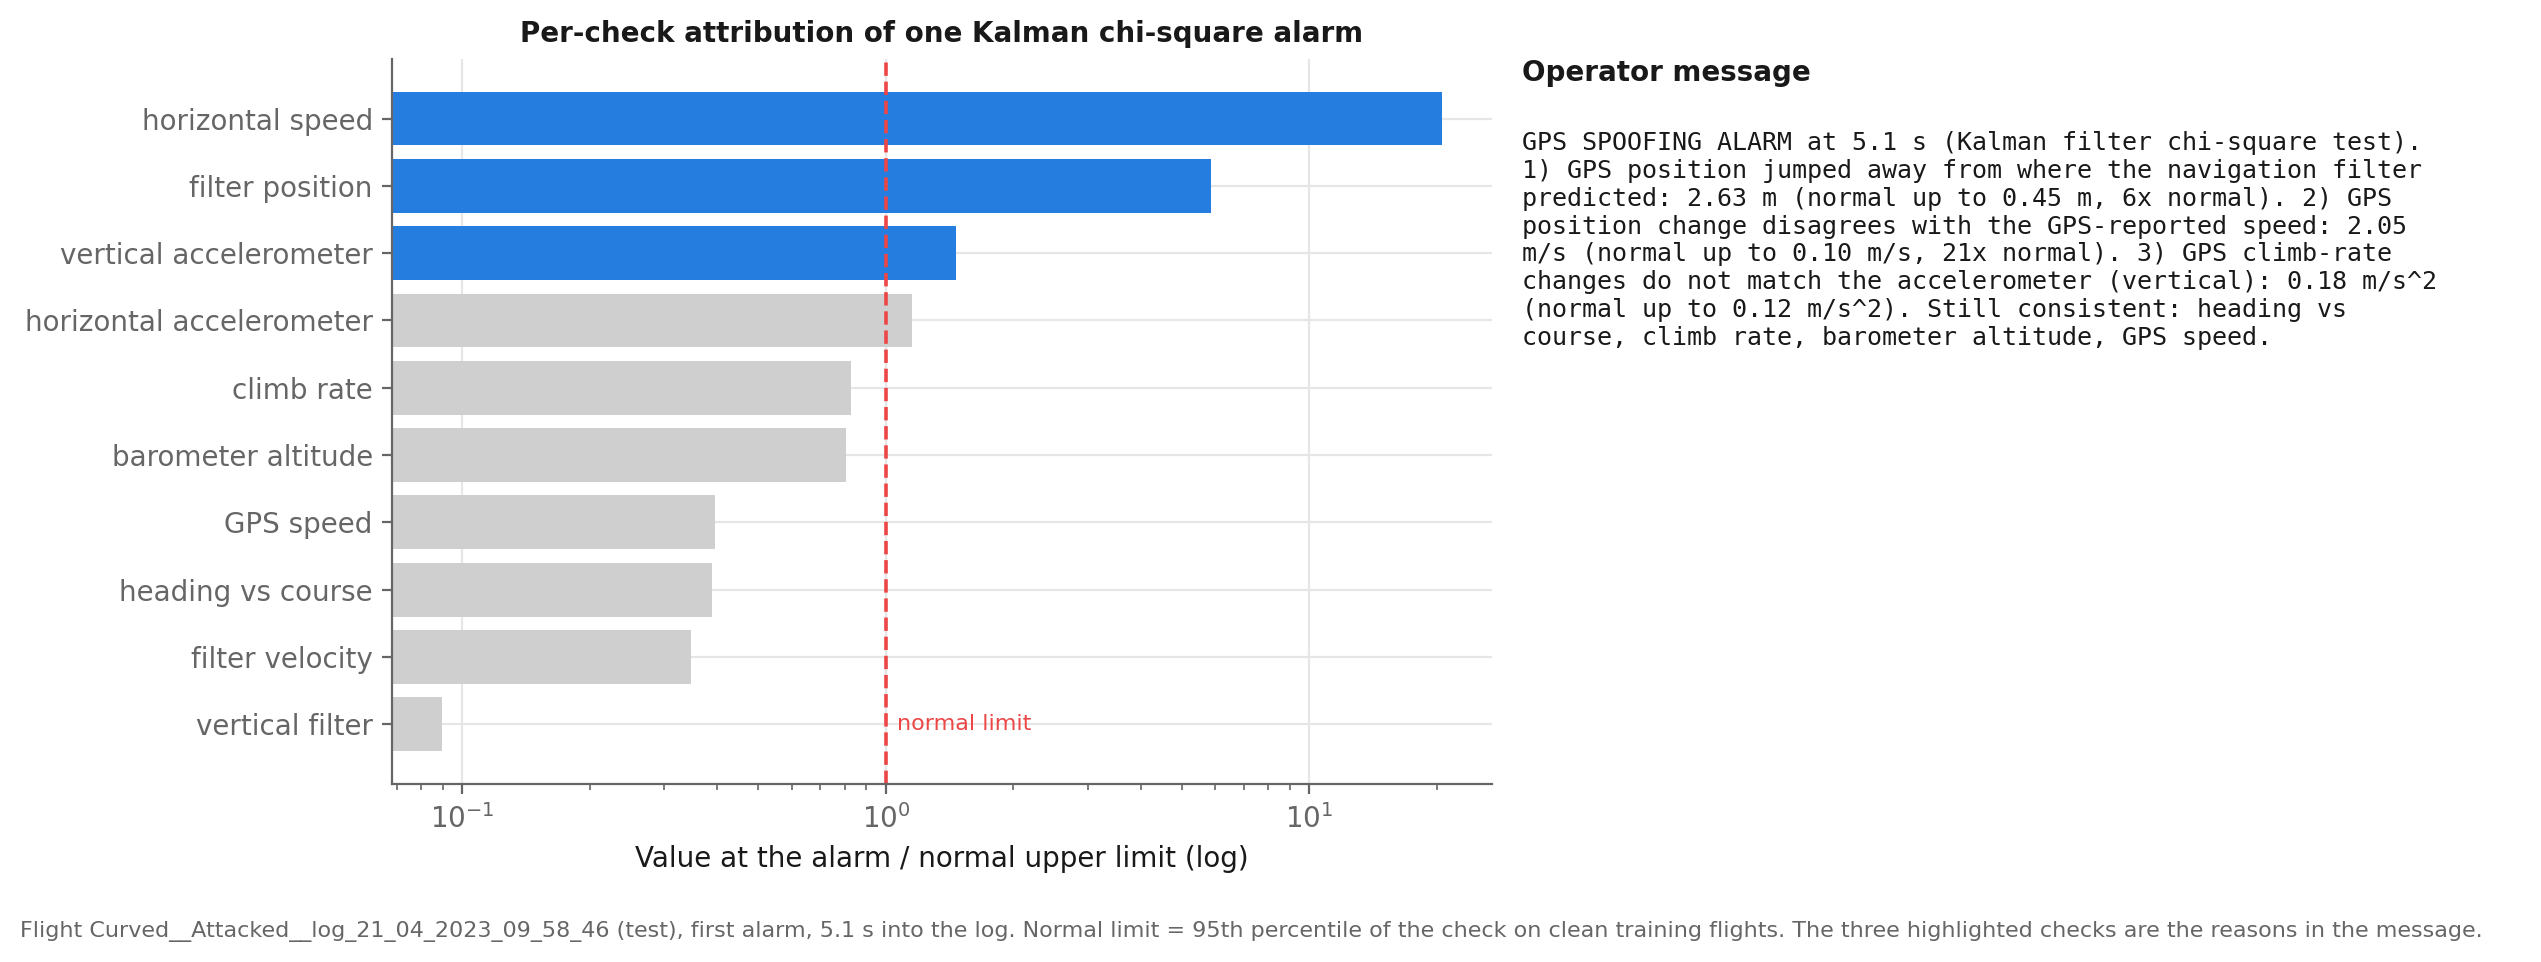 Per-check attribution of one Kalman chi-square alarm
horizontal speed
filter position
vertical accelerometer
horizontal accelerometer
climb rate
barometer altitude
GPS speed
heading vs course
filter velocity
vertical filter
normal limit
10⁻¹
10⁰
10¹
Value at the alarm / normal upper limit (log)
Operator message
GPS SPOOFING ALARM at 5.1 s (Kalman filter chi-square test).
1) GPS position jumped away from where the navigation filter
predicted: 2.63 m (normal up to 0.45 m, 6x normal). 2) GPS
position change disagrees with the GPS-reported speed: 2.05
m/s (normal up to 0.10 m/s, 21x normal). 3) GPS climb-rate
changes do not match the accelerometer (vertical): 0.18 m/s^2
(normal up to 0.12 m/s^2). Still consistent: heading vs
course, climb rate, barometer altitude, GPS speed.
Flight Curved__Attacked__log_21_04_2023_09_58_46 (test), first alarm, 5.1 s into the log. Normal limit = 95th percentile of the check on clean training flights. The three highlighted checks are the reasons in the message.